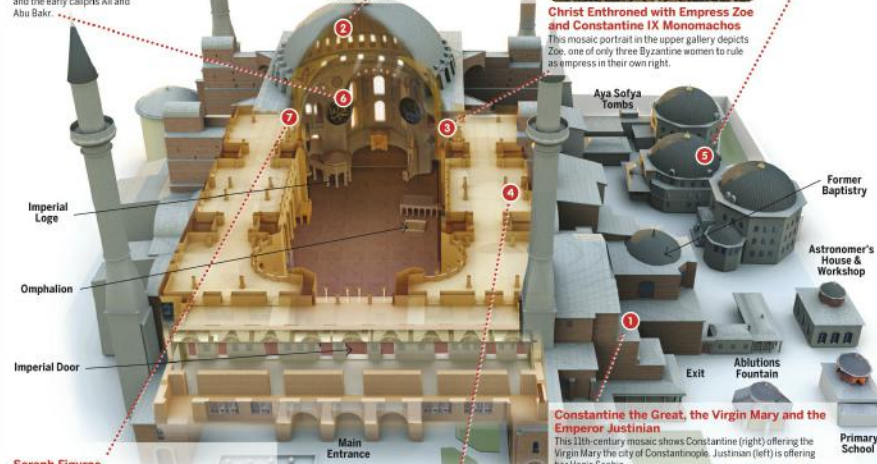 and the early caliphs Ali and
Abu Bakr.
2
Christ Enthroned with Empress Zoe
and Constantine IX Monomachos
This mosaic portrait in the upper gallery depicts
Zoe, one of only three Byzantine women to rule
as empress in their own right.
6
7
3
Aya Sofya
Tombs
5
4
Former
Baptistry
Imperial
Loge
Astronomer's
House &
Workshop
Omphalion
1
Imperial Door
Exit
Ablutions
Fountain
Constantine the Great, the Virgin Mary and the
Emperor Justinian
This 11th-century mosaic shows Constantine (right) offering the
Virgin Mary the city of Constantinople. Justinian (left) is offering
her Hagia Sophia.
Main
Entrance
Primary
School
Seraph Figures